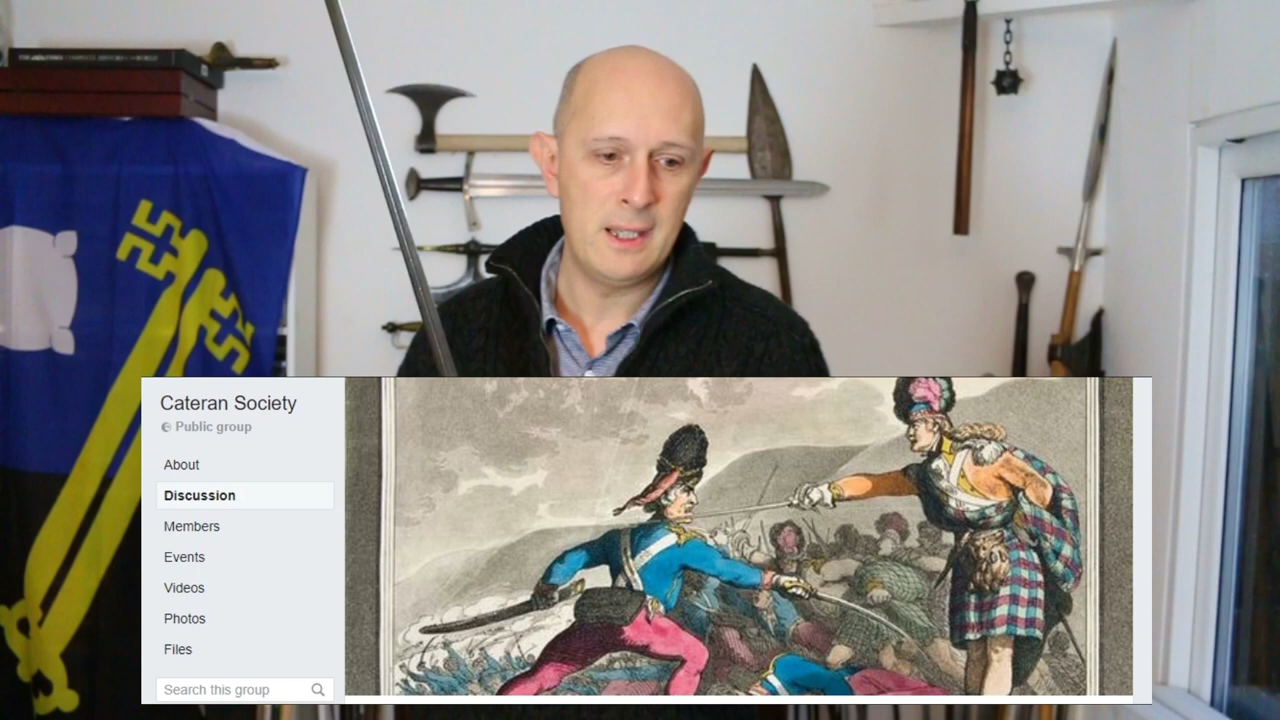 Cateran Society
Public group
About
Discussion
Members
Events
Videos
Photos
Files
Search this group